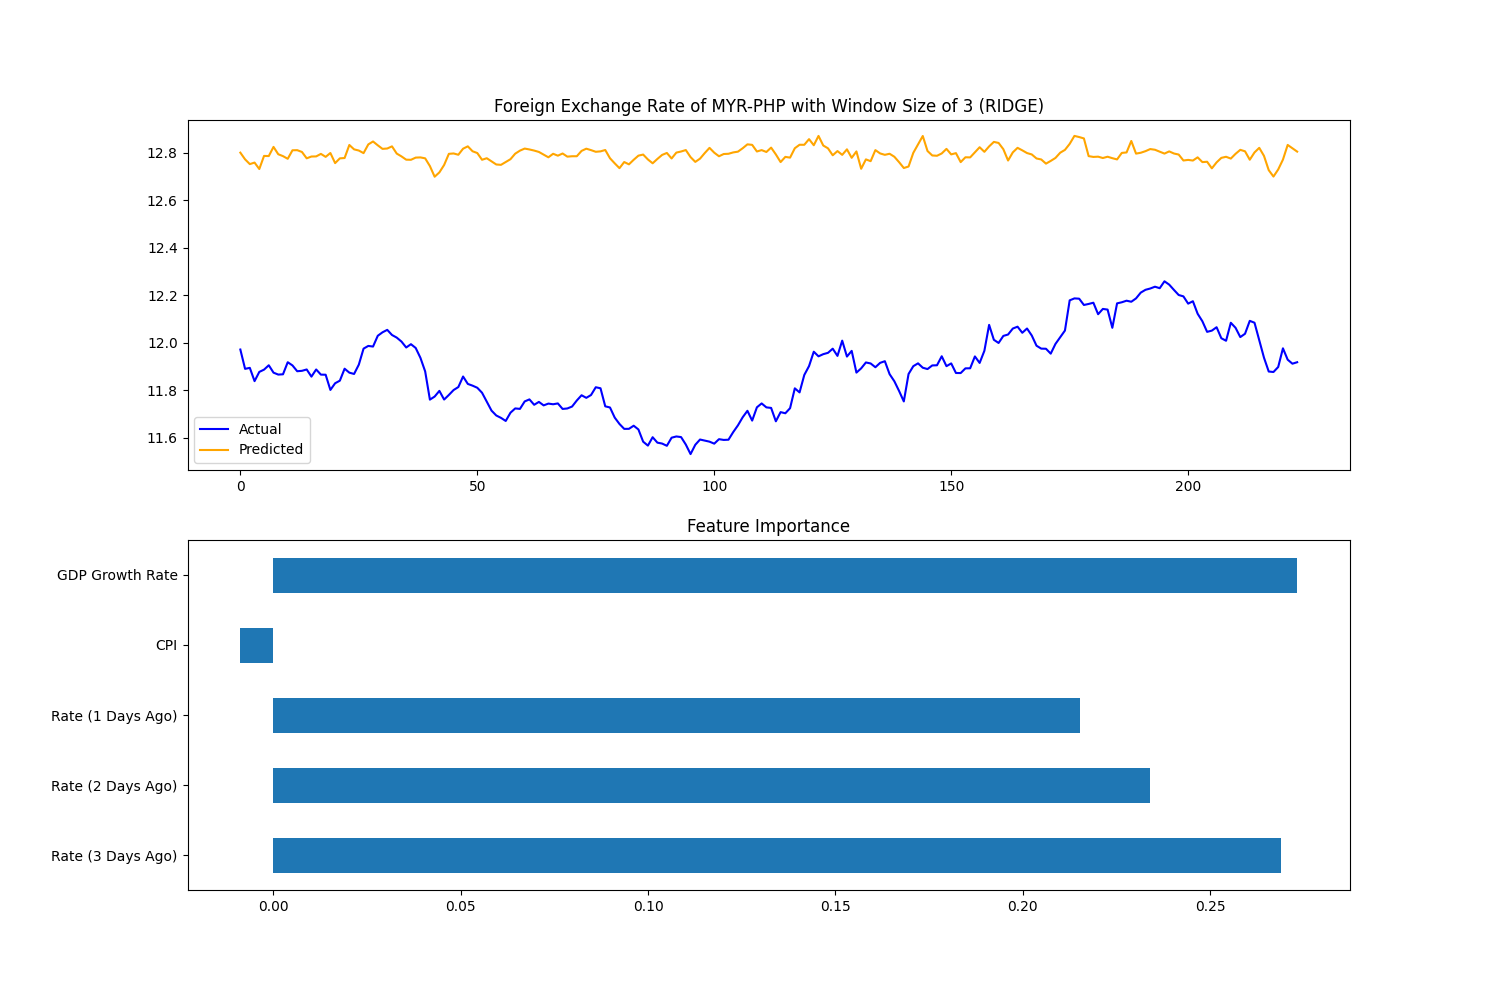 Foreign Exchange Rate of MYR-PHP with Window Size of 3 (RIDGE)
12.8
12.6
12.4
12.2
12.0
11.8
11.6
Actual
Predicted
0 50 100 150 200
Feature Importance
GDP Growth Rate
CPI
Rate (1 Days Ago)
Rate (2 Days Ago)
Rate (3 Days Ago)
0.00 0.05 0.10 0.15 0.20 0.25